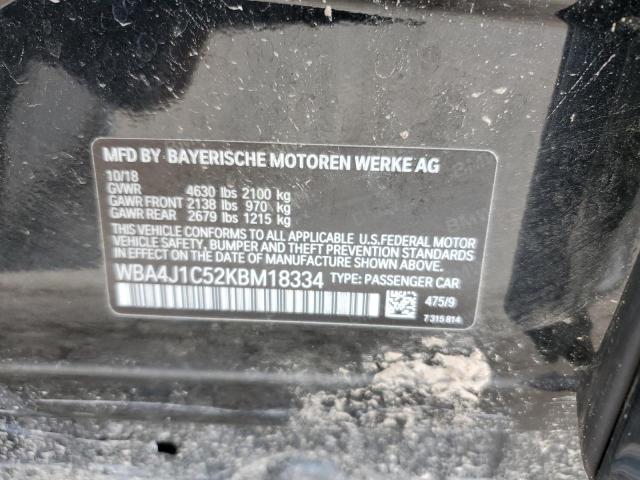 MFD BY BAYERISCHE MOTOREN WERKE AG
10/18
GVWR 4630 lbs 2100 kg
GAWR FRONT 2138 lbs 970 kg
GAWR REAR 2679 lbs 1215 kg
THIS VEHICLE CONFORMS TO ALL APPLICABLE U.S.FEDERAL MOTOR
VEHICLE SAFETY, BUMPER AND THEFT PREVENTION STANDARDS
IN EFFECT ON THE DATE OF MANUFACTURE SHOWN ABOVE.
WBA4J1C52KBM18334 TYPE: PASSENGER CAR
475/9
7 315 814